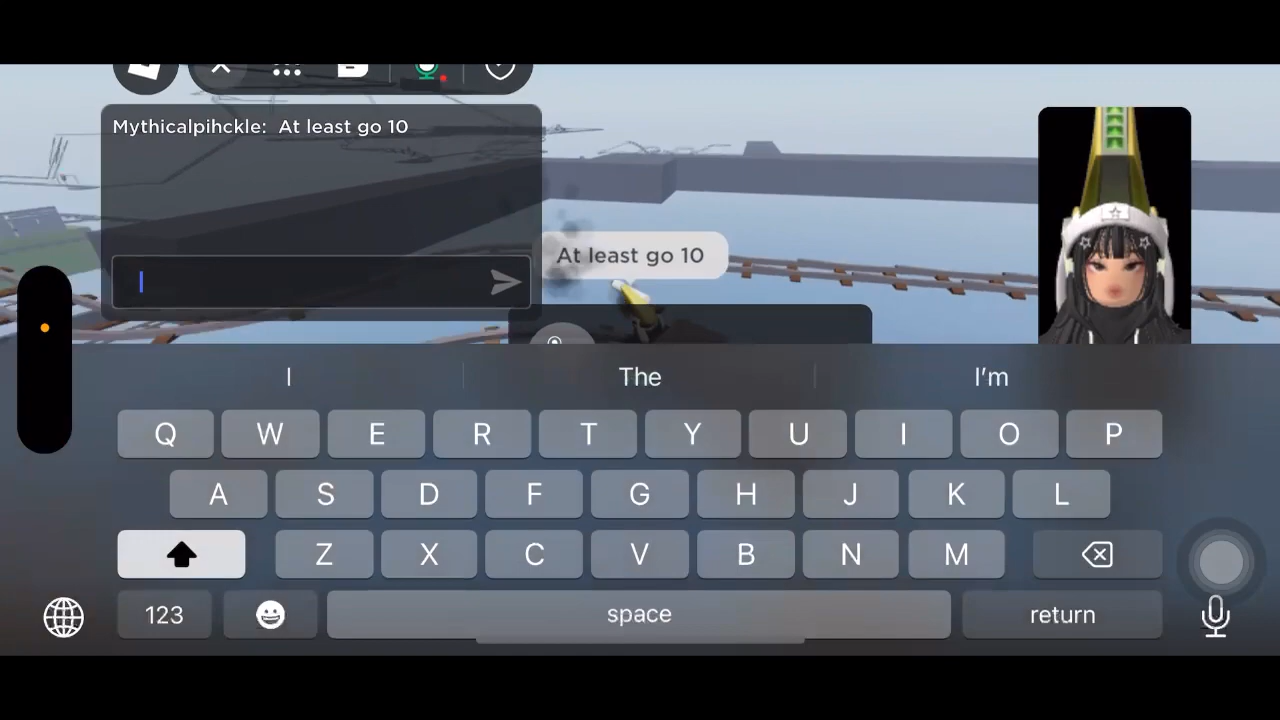 Mythicalpihckle: At least go 10
At least go 10
I The I'm
Q W E R T Y U I O P
A S D F G H J K L
Z X C V B N M
123 space return